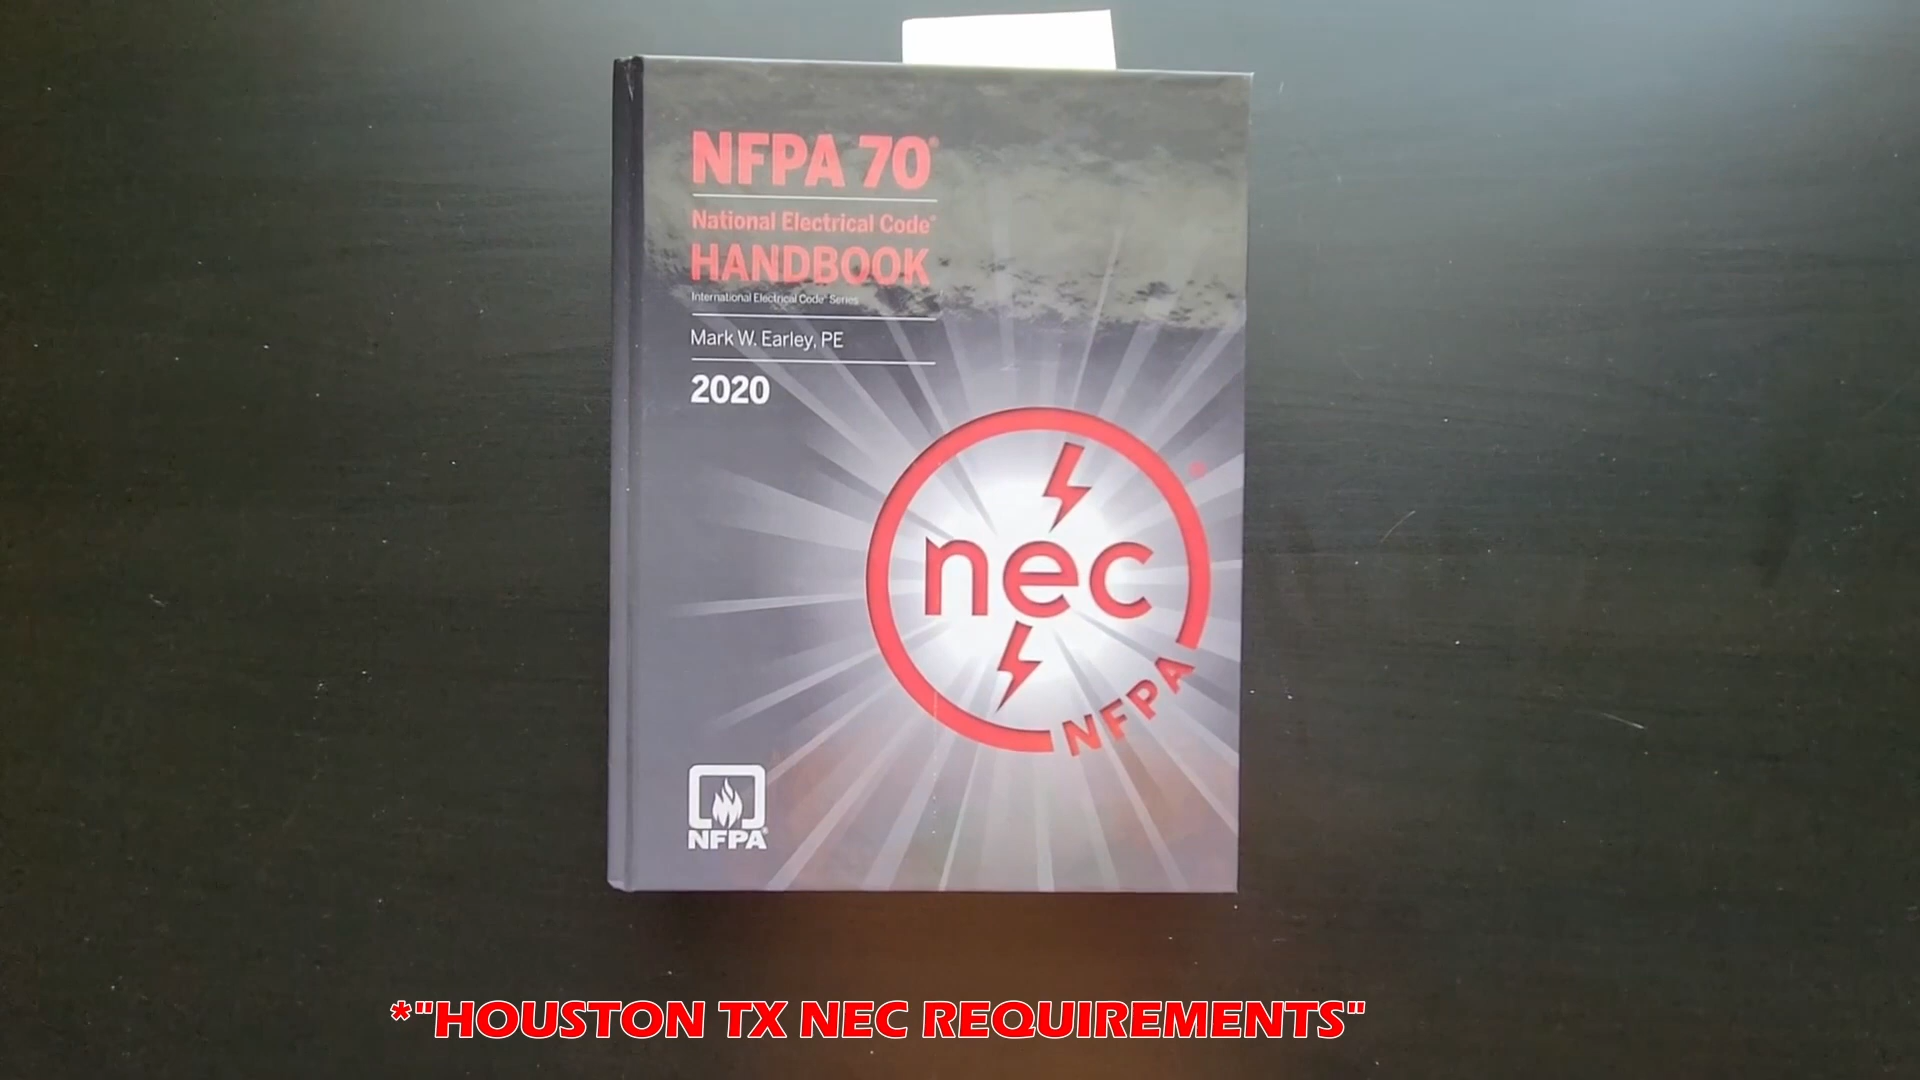 NFPA 70®
National Electrical Code®
HANDBOOK
International Electrical Code® Series
Mark W. Earley, PE
2020
nec®
NFPA
NFPA®
*"HOUSTON TX NEC REQUIREMENTS"